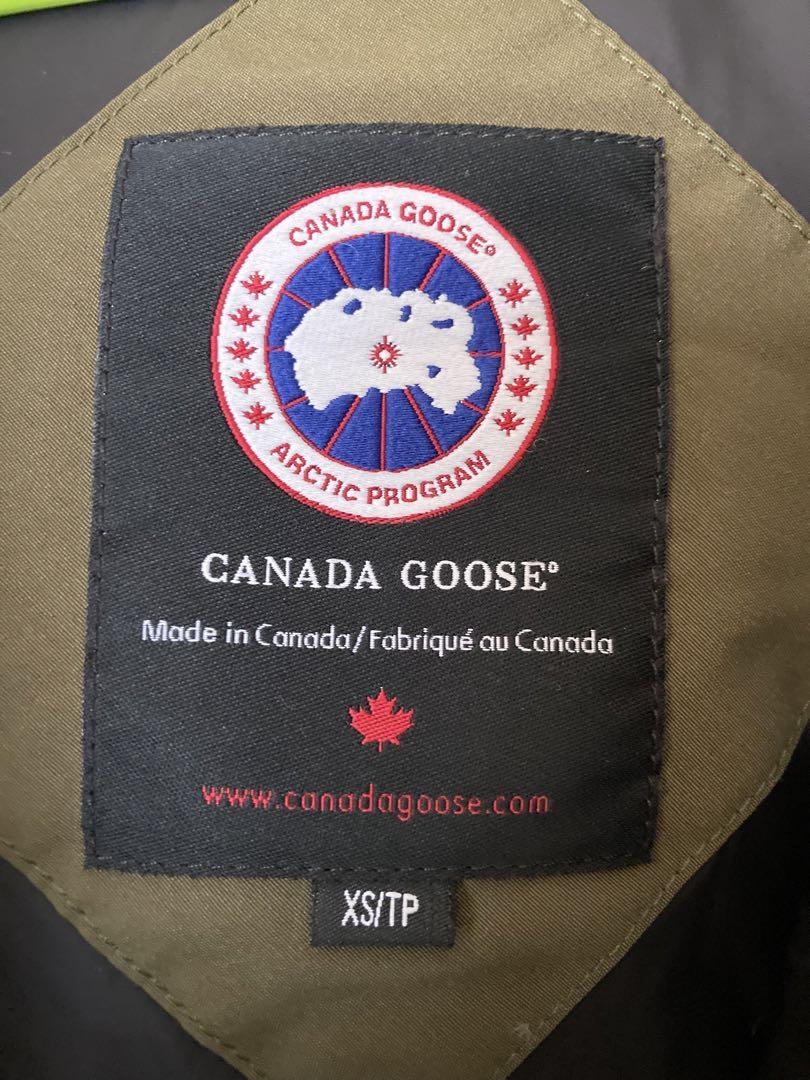 CANADA GOOSE®
ARCTIC PROGRAM
CANADA GOOSE®
Made in Canada/Fabriqué au Canada
www.canadagoose.com
XS/TP